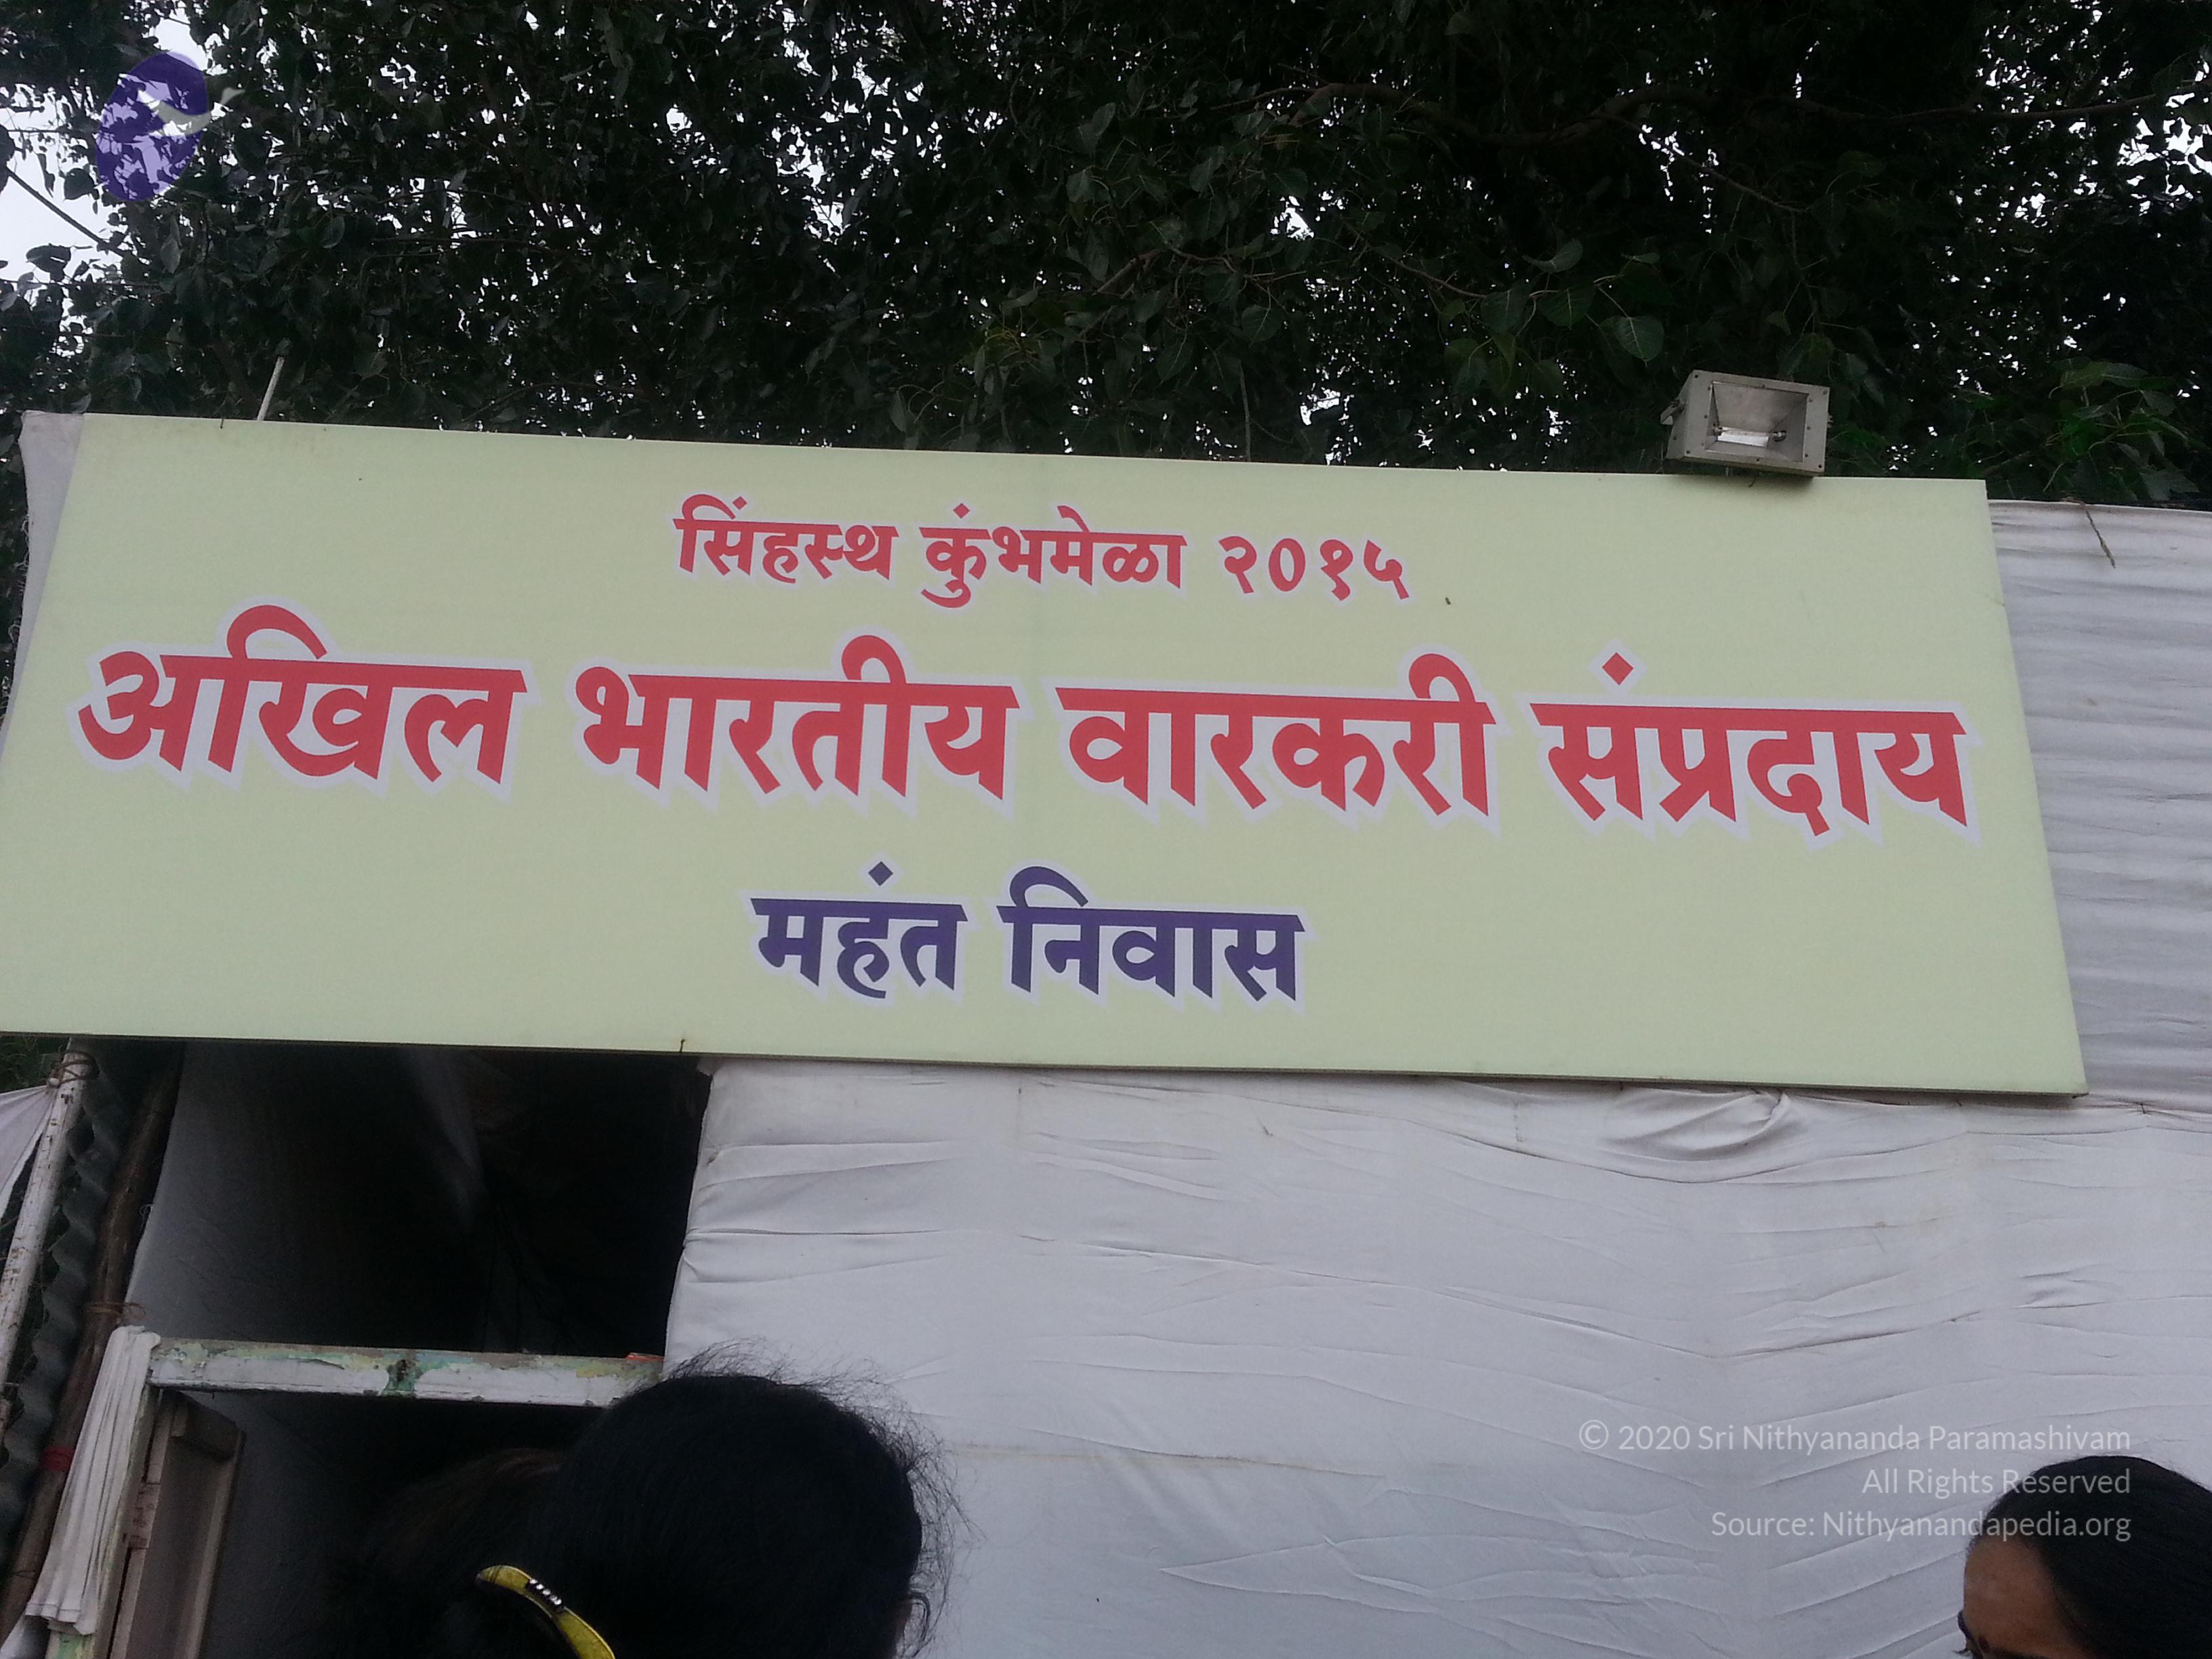 सिंहस्थ कुंभमेळा २०१५
अखिल भारतीय वारकरी संप्रदाय
महंत निवास
© 2020 Sri Nithyananda Paramashivam
All Rights Reserved
Source: Nithyanandapedia.org